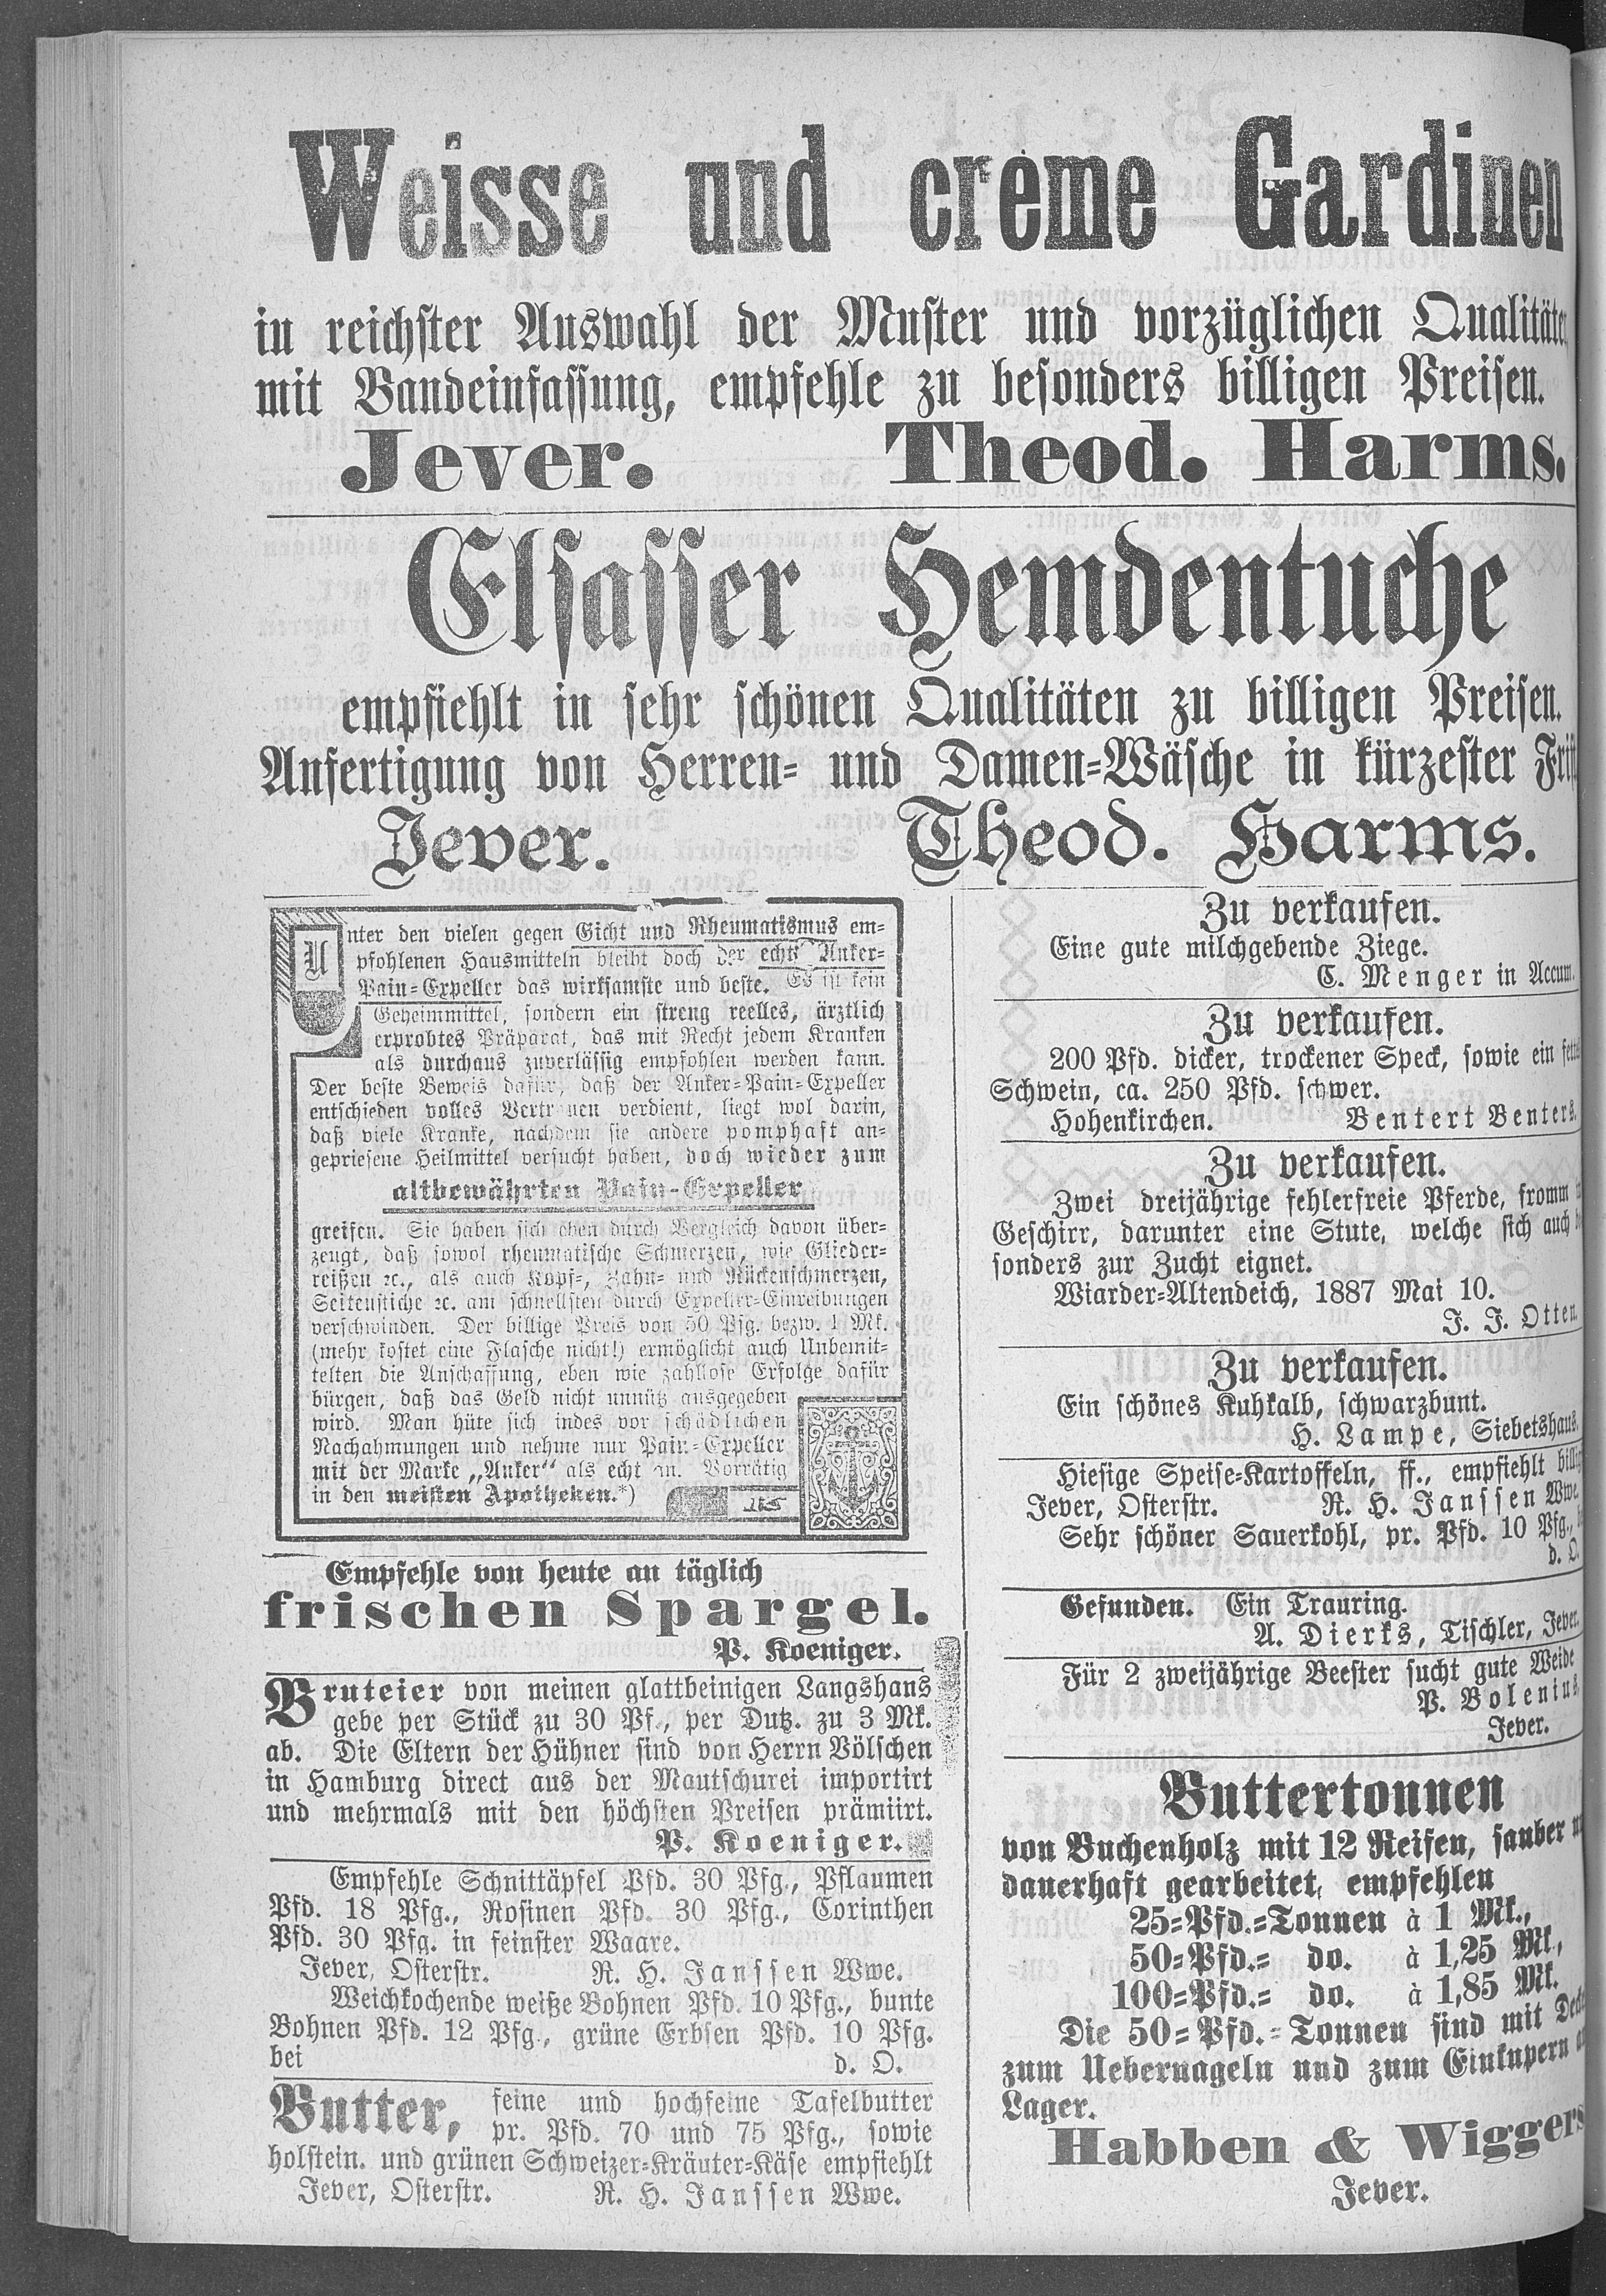 Weisse und crême Gardinen
in reichster Auswahl der Muster und vorzüglichen
mit Bandeinfassung, empfehle zu besonders billigen Preisen.
Jever. Theod. Harms.
Elsasser Hemdentuche
empfiehlt in sehr schönen Qualitäten zu billigen Preisen.
Anfertigung von Herren- und Damen-Wäsche in kürzester
Jever. Theod. Harms.
Unter den vielen gegen Gicht und Rheumatismus em-
pfohlenen Hausmitteln bleibt doch der echte Anker-
Pain-Expeller das wirksamste und beste. Es ist kein
Geheimmittel, sondern ein streng reelles, ärztlich
erprobtes Präparat, das mit Recht jedem Kranken
als durchaus zuverlässig empfohlen werden kann.
Der beste Beweis dafür, daß der Anker-Pain-Expeller
entschieden volles Vertrauen verdient, liegt wol darin,
daß viele Kranke, nachdem sie andere pomphaft an-
gepriesene Heilmittel versucht haben, doch wieder zum
altbewährten Pain-Expeller
greifen. Sie haben sich eben durch Vergleich davon über-
zeugt, daß sowol rheumatische Schmerzen, wie Glieder-
reißen ꝛc., als auch Kopf-, Zahn- und Rückenschmerzen,
Seitenstiche ꝛc. am schnellsten durch Expeller-Einreibungen
verschwinden. Der billige Preis von 50 Pfg. bezw. 1 Mk.
(mehr kostet eine Flasche nicht!) ermöglicht auch Unbemit-
telten die Anschaffung, eben wie zahllose Erfolge dafür
bürgen, daß das Geld nicht unnütz ausgegeben
wird. Man hüte sich indes vor schädlichen
Nachahmungen und nehme nur Pain-Expeller
mit der Marke „Anker“ als echt an. Vorrätig
in den meisten Apotheken.*)
Empfehle von heute an täglich
frischen Spargel.
P. Koeniger.
Bruteier von meinen glattbeinigen Langshans
gebe per Stück zu 30 Pf., per Dutz. zu 3 Mk.
ab. Die Eltern der Hühner sind von Herrn Völschen
in Hamburg direct aus der Mantschurei importirt
und mehrmals mit den höchsten Preisen prämiirt.
P. Koeniger.
Empfehle Schnittäpfel Pfd. 30 Pfg., Pflaumen
Pfd. 18 Pfg., Rosinen Pfd. 30 Pfg., Corinthen
Pfd. 30 Pfg. in feinster Waare.
Jever, Osterstr. R. H. Janssen Wwe.
Weichkochende weiße Bohnen Pfd. 10 Pfg., bunte
Bohnen Pfd. 12 Pfg., grüne Erbsen Pfd. 10 Pfg.
bei d. O.
Butter, feine und hochfeine Tafelbutter
pr. Pfd. 70 und 75 Pfg., sowie
holstein. und grünen Schweizer-Kräuter-Käse empfiehlt
Jever, Osterstr. R. H. Janssen Wwe.
Zu verkaufen.
Eine gute milchgebende Ziege.
C. Menger in Accum.
Zu verkaufen.
200 Pfd. dicker, trockener Speck, sowie ein
Schwein, ca. 250 Pfd. schwer.
Hohenkirchen. Bentert Benters.
Zu verkaufen.
Zwei dreijährige fehlerfreie Pferde, fromm
Geschirr, darunter eine Stute, welche sich auch
sonders zur Zucht eignet.
Wiarder-Altendeich, 1887 Mai 10.
J. J. Otten.
Zu verkaufen.
Ein schönes Kuhkalb, schwarzbunt.
H. Lampe, Siebetshaus.
Hiesige Speise-Kartoffeln, ff., empfiehlt
Jever, Osterstr. R. H. Janssen Wwe.
Sehr schöner Sauerkohl, pr. Pfd. 10 Pfg.,
d. O.
Gefunden. Ein Trauring.
A. Dierks, Tischler, Jever.
Für 2 zweijährige Beester sucht gute Weide
P. Bolenius.
Jever.
Buttertonnen
von Buchenholz mit 12 Reifen, sauber
dauerhaft gearbeitet, empfehlen
25-Pfd.-Tonnen à 1 Mk.,
50-Pfd.- do. à 1,25 Mk.,
100-Pfd.- do. à 1,85 Mk.
Die 50-Pfd.-Tonnen sind mit
zum Uebernageln und zum Einkupern
Lager.
Habben & Wiggers
Jever.